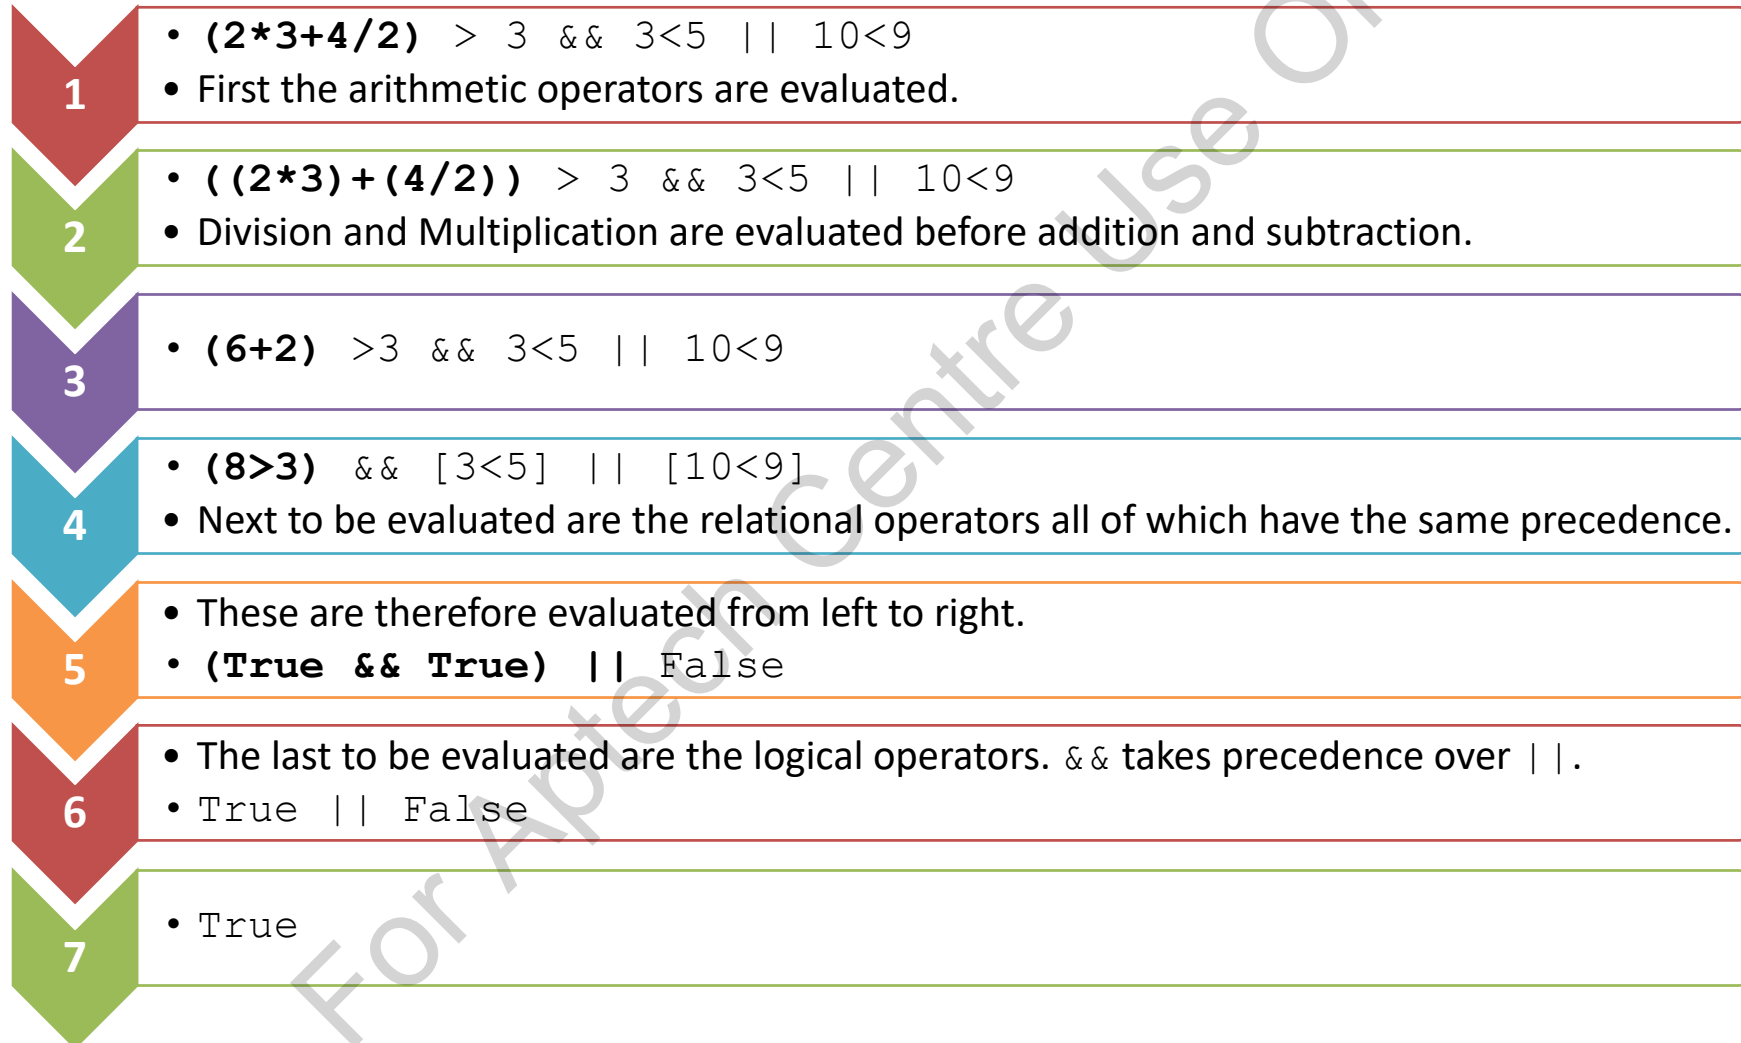 1
• (2*3+4/2) > 3 && 3<5 || 10<9
• First the arithmetic operators are evaluated.
2
• ((2*3)+(4/2)) > 3 && 3<5 || 10<9
• Division and Multiplication are evaluated before addition and subtraction.
3
• (6+2) >3 && 3<5 || 10<9
4
• (8>3) && [3<5] || [10<9]
• Next to be evaluated are the relational operators all of which have the same precedence.
5
• These are therefore evaluated from left to right.
• (True && True) || False
6
• The last to be evaluated are the logical operators. && takes precedence over ||.
• True || False
7
• True
For Aptech Centre Use